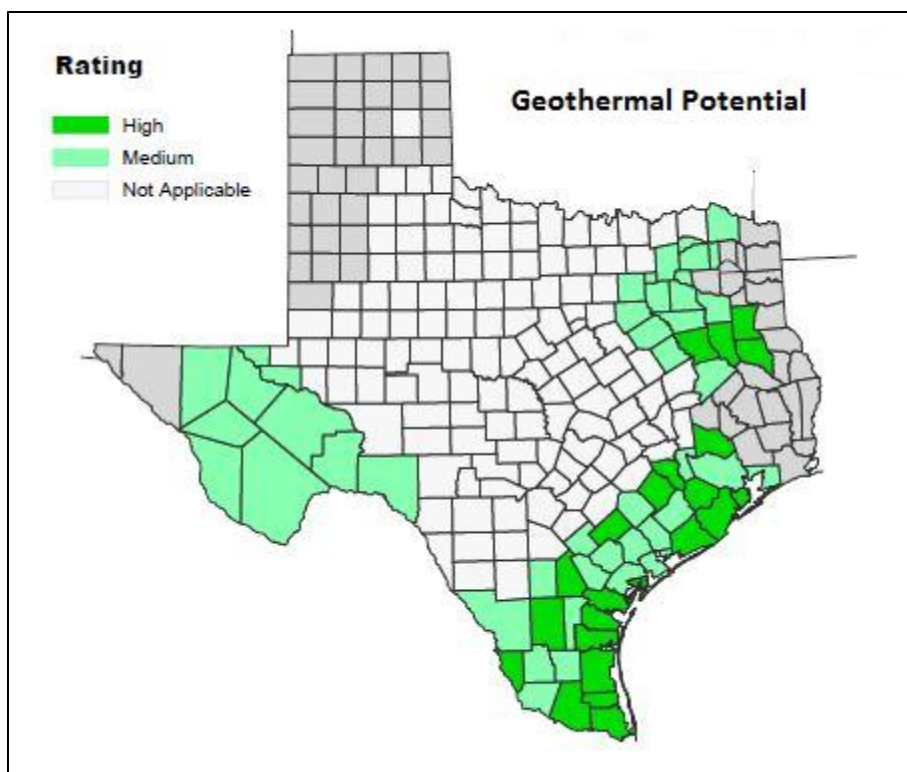 Rating
Geothermal Potential
High
Medium
Not Applicable